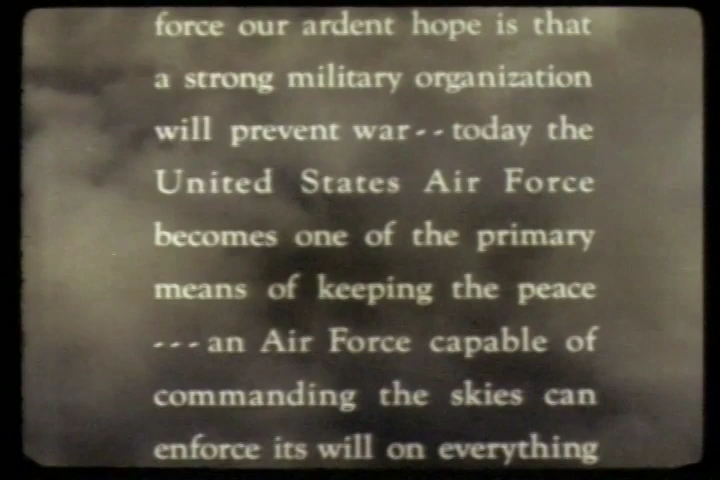 force our ardent hope is that
a strong military organization
will prevent war--today the
United States Air Force
becomes one of the primary
means of keeping the peace
---an Air Force capable of
commanding the skies can
enforce its will on everything